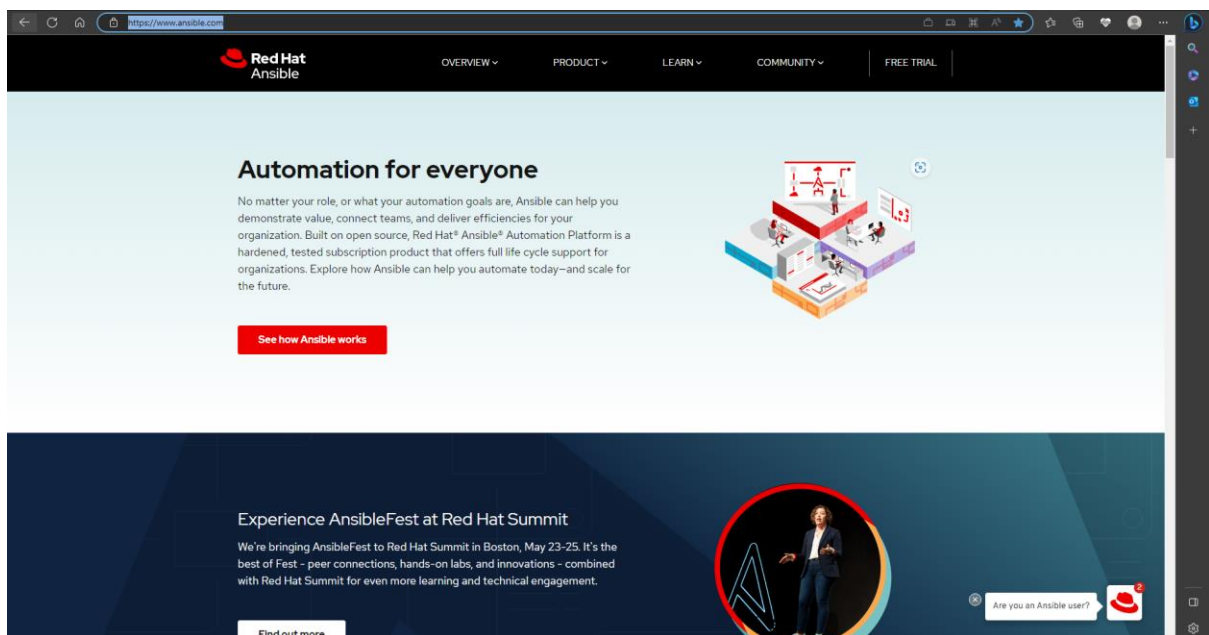 https://www.ansible.com
Red Hat
Ansible
OVERVIEW
PRODUCT
LEARN
COMMUNITY
FREE TRIAL
Automation for everyone
No matter your role, or what your automation goals are, Ansible can help you
demonstrate value, connect teams, and deliver efficiencies for your
organization. Built on open source, Red Hat® Ansible® Automation Platform is a
hardened, tested subscription product that offers full life cycle support for
organizations. Explore how Ansible can help you automate today—and scale for
the future.
See how Ansible works
Experience AnsibleFest at Red Hat Summit
We're bringing AnsibleFest to Red Hat Summit in Boston, May 23-25. It's the
best of Fest - peer connections, hands-on labs, and innovations - combined
with Red Hat Summit for even more learning and technical engagement.
Find out more
Are you an Ansible user?
2